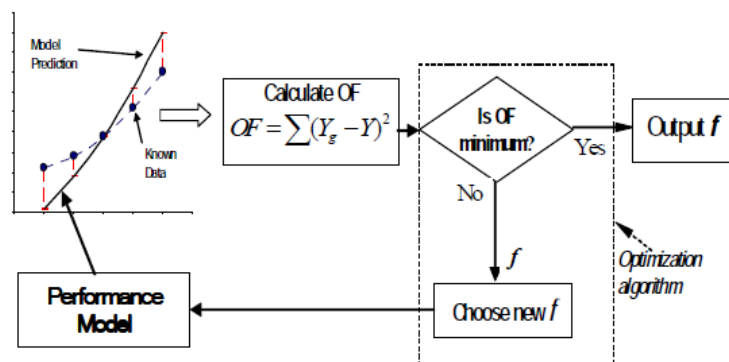 Model
Prediction
Known
Data
Calculate OF
OF = ∑(Y_g − Y)²
Is OF
minimum?
Yes
Output f
No
f
Optimization
algorithm
Choose new f
Performance
Model